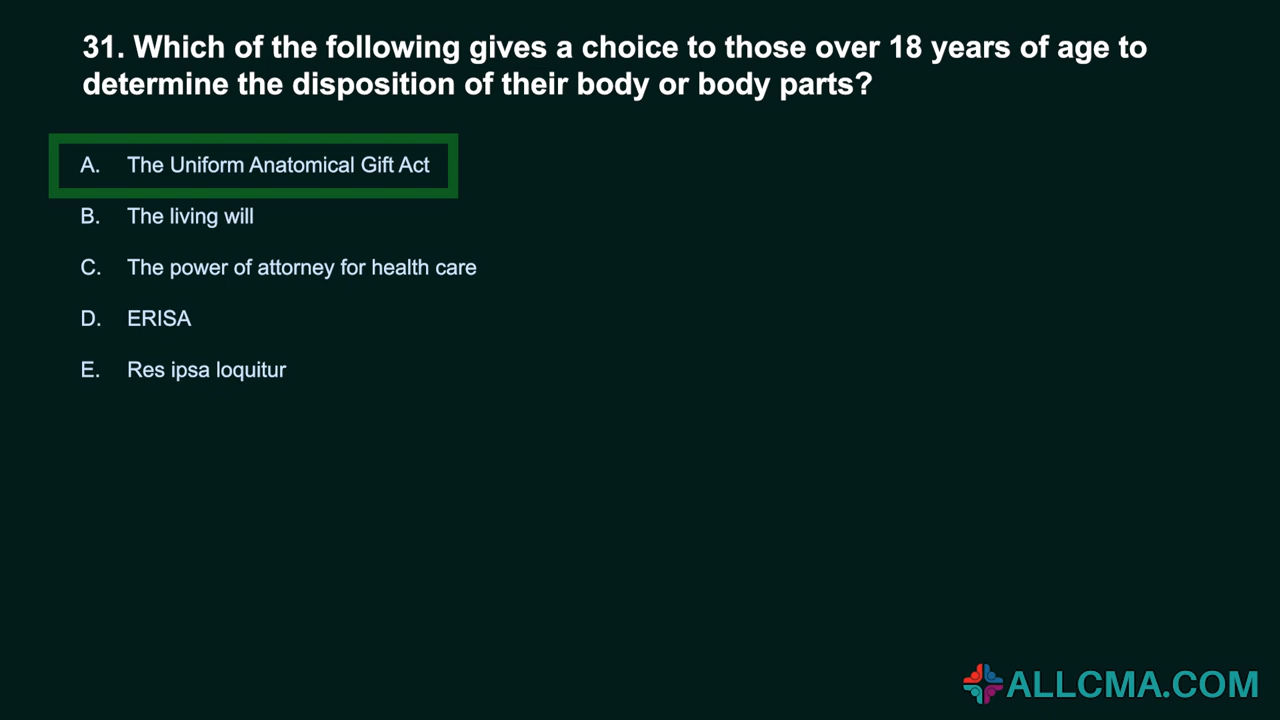 31. Which of the following gives a choice to those over 18 years of age to
determine the disposition of their body or body parts?
A. The Uniform Anatomical Gift Act
B. The living will
C. The power of attorney for health care
D. ERISA
E. Res ipsa loquitur
ALLCMA.COM